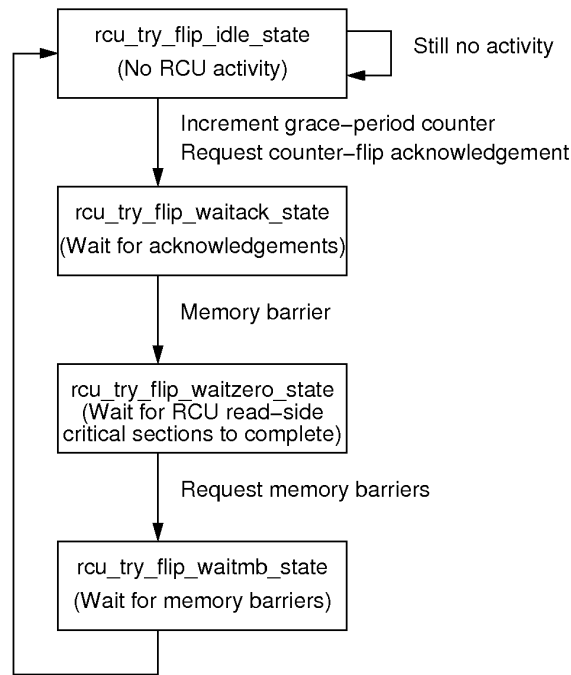 rcu_try_flip_idle_state
(No RCU activity)
Still no activity
Increment grace−period counter
Request counter−flip acknowledgement
rcu_try_flip_waitack_state
(Wait for acknowledgements)
Memory barrier
rcu_try_flip_waitzero_state
(Wait for RCU read−side
critical sections to complete)
Request memory barriers
rcu_try_flip_waitmb_state
(Wait for memory barriers)